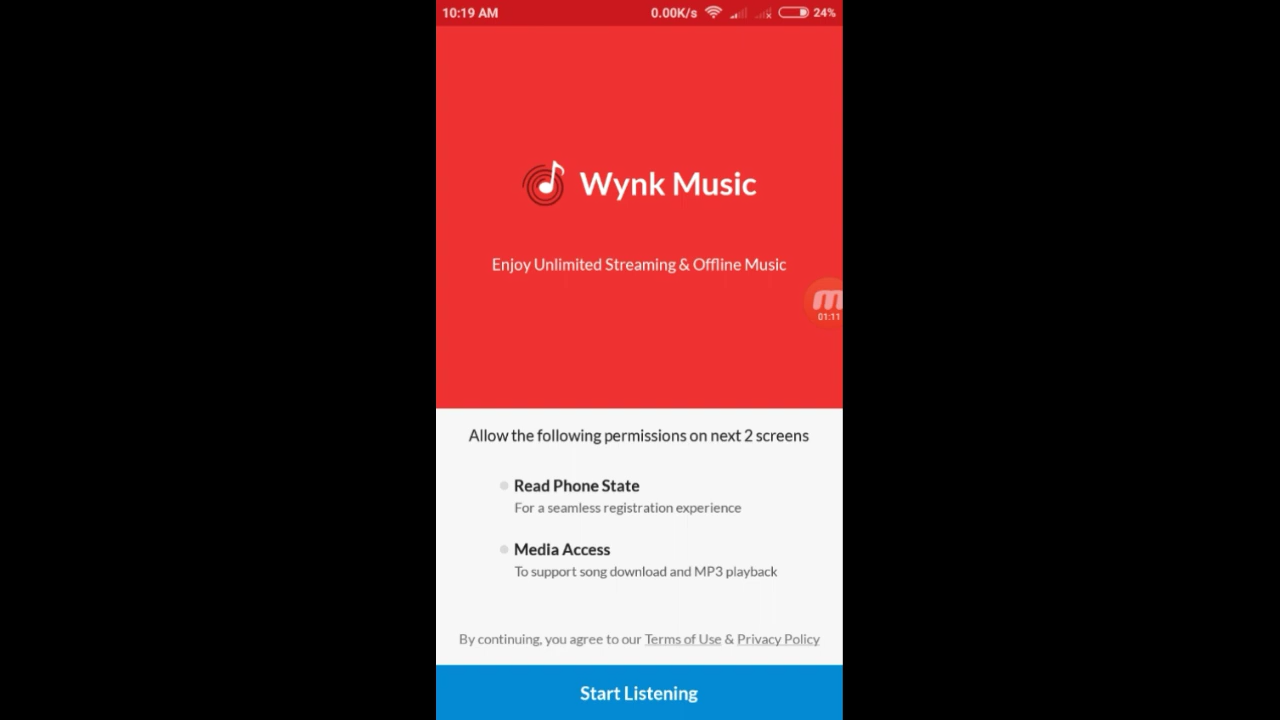 10:19 AM 0.00K/s 24%
Wynk Music
Enjoy Unlimited Streaming & Offline Music
m
01:11
Allow the following permissions on next 2 screens
Read Phone State
For a seamless registration experience
Media Access
To support song download and MP3 playback
By continuing, you agree to our Terms of Use & Privacy Policy
Start Listening